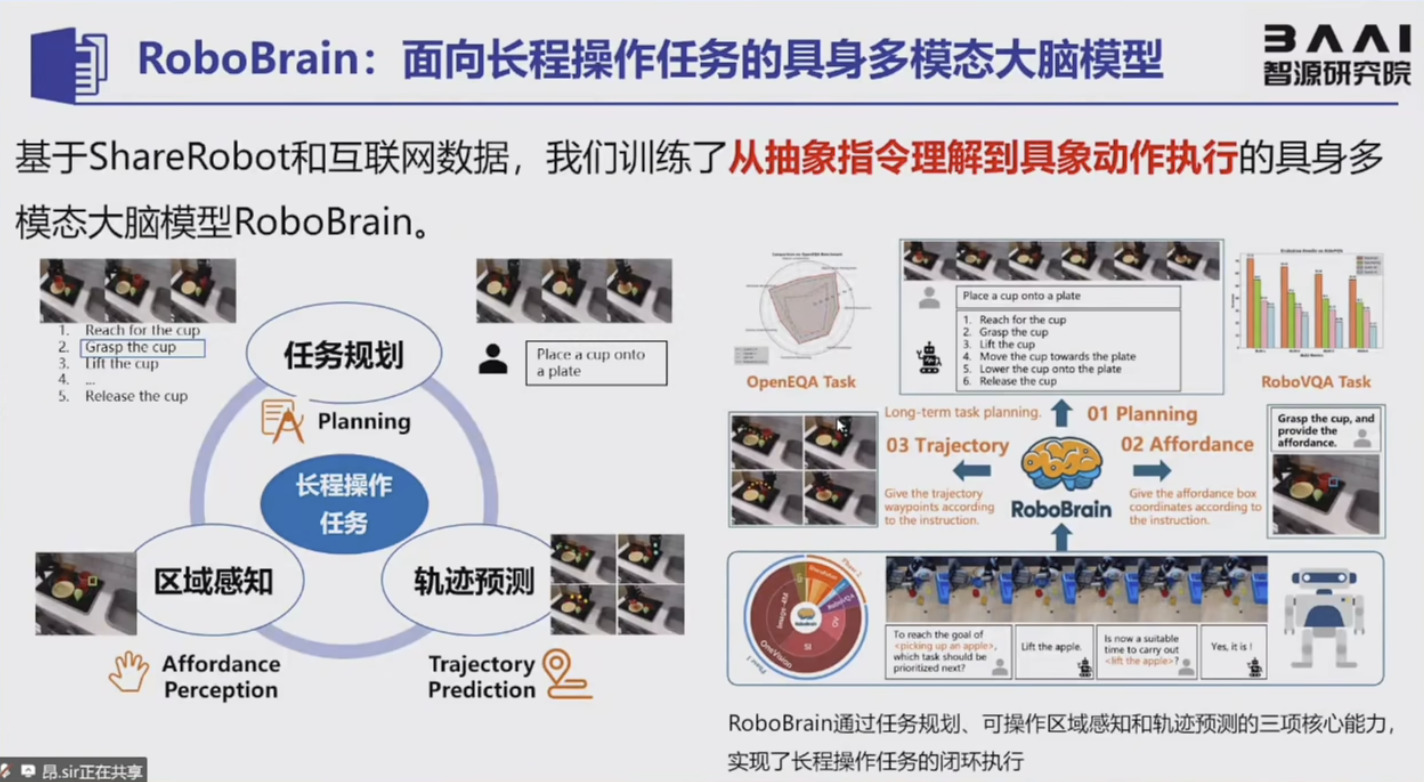 RoboBrain：面向长程操作任务的具身多模态大脑模型
BAAI
智源研究院
基于ShareRobot和互联网数据，我们训练了从抽象指令理解到具象动作执行的具身多
模态大脑模型RoboBrain。
1. Reach for the cup
2. Grasp the cup
3. Lift the cup
4. ...
5. Release the cup
任务规划
Planning
Place a cup onto
a plate
长程操作
任务
区域感知
轨迹预测
Affordance
Perception
Trajectory
Prediction
OpenEQA Task
Place a cup onto a plate
1. Reach for the cup
2. Grasp the cup
3. Lift the cup
4. Move the cup towards the plate
5. Lower the cup onto the plate
6. Release the cup
RoboVQA Task
Long-term task planning.
01 Planning
03 Trajectory
02 Affordance
Give the trajectory
waypoints according
to the instruction.
RoboBrain
Give the affordance box
coordinates according to
the instruction.
Grasp the cup, and
provide the
affordance.
Phase 1
Phase 2
OneVision
Image-4M
SI
OV
RoboVQA
To reach the goal of
<picking up an apple>,
which task should be
prioritized next?
Lift the apple.
Is now a suitable
time to carry out
<lift the apple>?
Yes, it is !
RoboBrain通过任务规划、可操作区域感知和轨迹预测的三项核心能力，
实现了长程操作任务的闭环执行
昂.sir正在共享